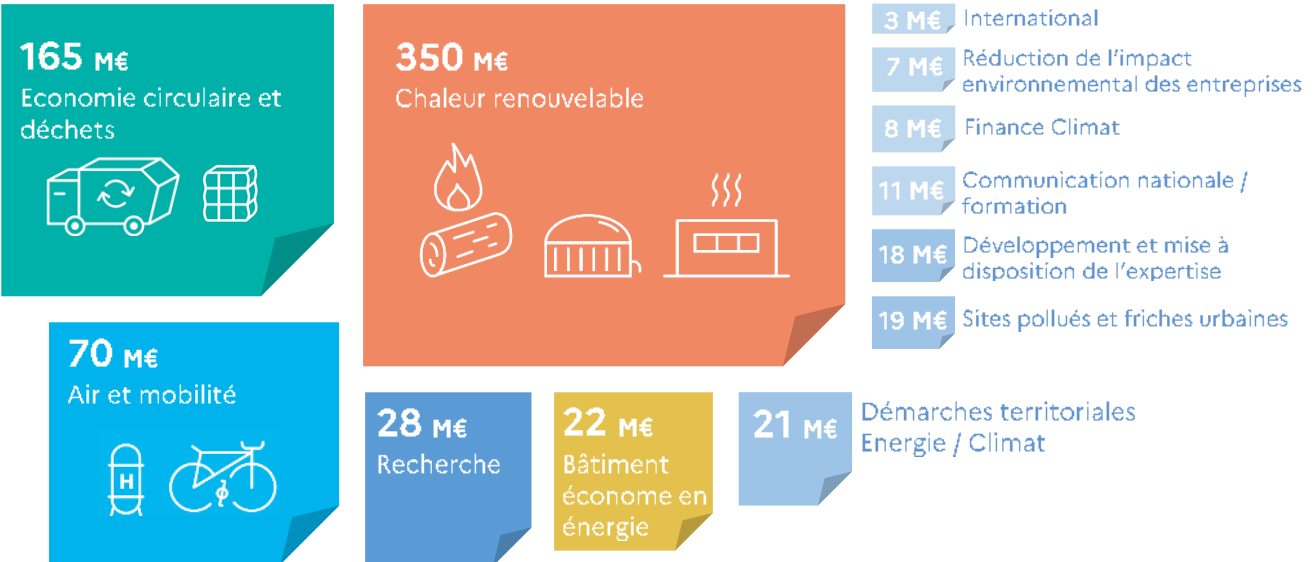 165 M€
Economie circulaire et
déchets
350 M€
Chaleur renouvelable
3 M€ International
7 M€ Réduction de l'impact
environnemental des entreprises
8 M€ Finance Climat
11 M€ Communication nationale /
formation
18 M€ Développement et mise à
disposition de l'expertise
19 M€ Sites pollués et friches urbaines
70 M€
Air et mobilité
H
28 M€
Recherche
22 M€
Bâtiment
économe en
énergie
21 M€ Démarches territoriales
Energie / Climat